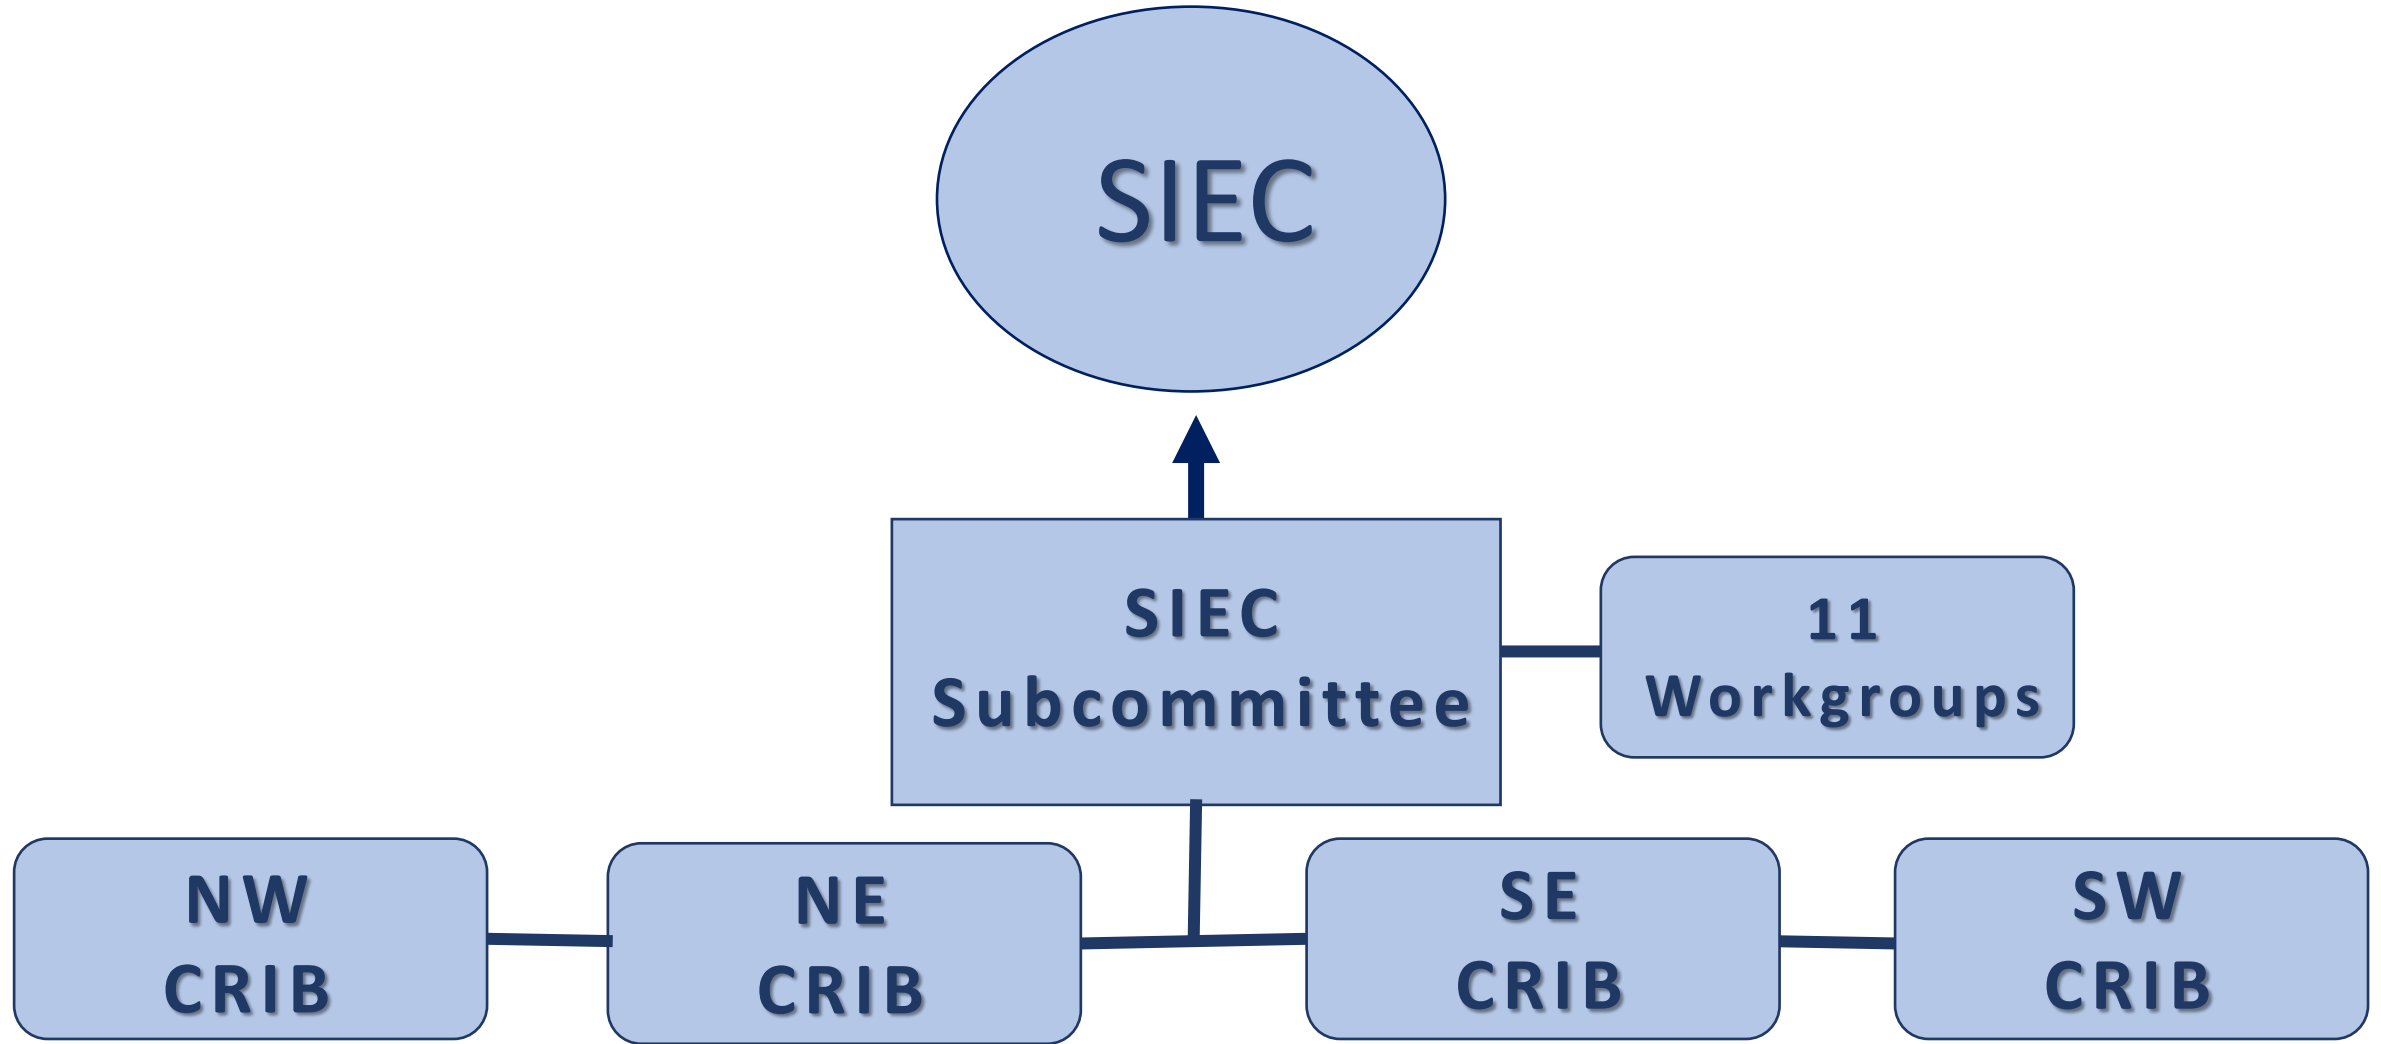 SIEC
SIEC
Subcommittee
11
Workgroups
NW
CRIB
NE
CRIB
SE
CRIB
SW
CRIB